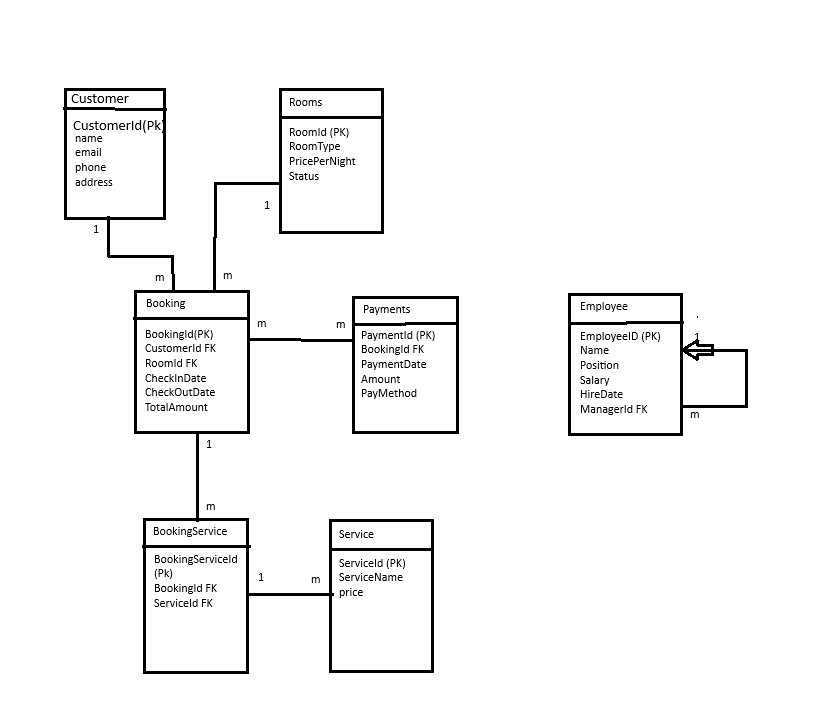 Customer
CustomerId(Pk)
name
email
phone
address
1
m
Rooms
RoomId (PK)
RoomType
PricePerNight
Status
1
m
Booking
BookingId(PK)
CustomerId FK
RoomId FK
CheckInDate
CheckOutDate
TotalAmount
m
m
Payments
PaymentId (PK)
BookingId FK
PaymentDate
Amount
PayMethod
Employee
EmployeeID (PK)
Name
Position
Salary
HireDate
ManagerId FK
1
m
1
m
BookingService
BookingServiceId
(Pk)
BookingId FK
ServiceId FK
1
m
Service
ServiceId (PK)
ServiceName
price